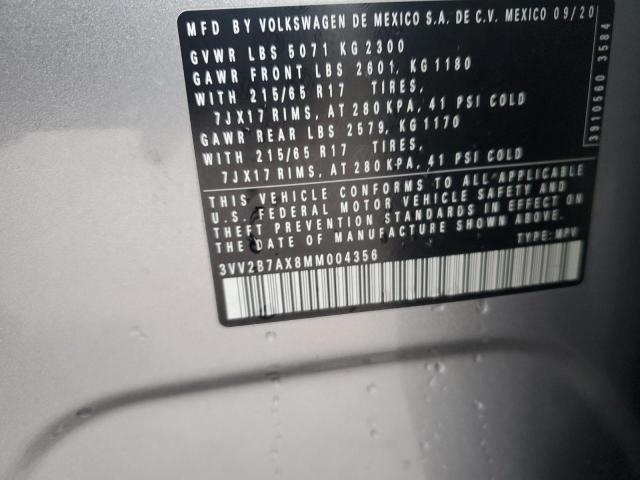 MFD BY VOLKSWAGEN DE MEXICO S.A. DE C.V. MEXICO 09/20
GVWR LBS 5071 KG 2300
GAWR FRONT LBS 2601, KG 1180
WITH 215/65 R17 TIRES,
7JX17 RIMS, AT 280 KPA, 41 PSI COLD
GAWR REAR LBS 2579, KG 1170
WITH 215/65 R17 TIRES,
7JX17 RIMS, AT 280 KPA, 41 PSI COLD
THIS VEHICLE CONFORMS TO ALL APPLICABLE
U.S. FEDERAL MOTOR VEHICLE SAFETY AND
THEFT PREVENTION STANDARDS IN EFFECT ON
THE DATE OF MANUFACTURE SHOWN ABOVE.
3VV2B7AX8MM004356 TYPE: MPV
3910560 3584